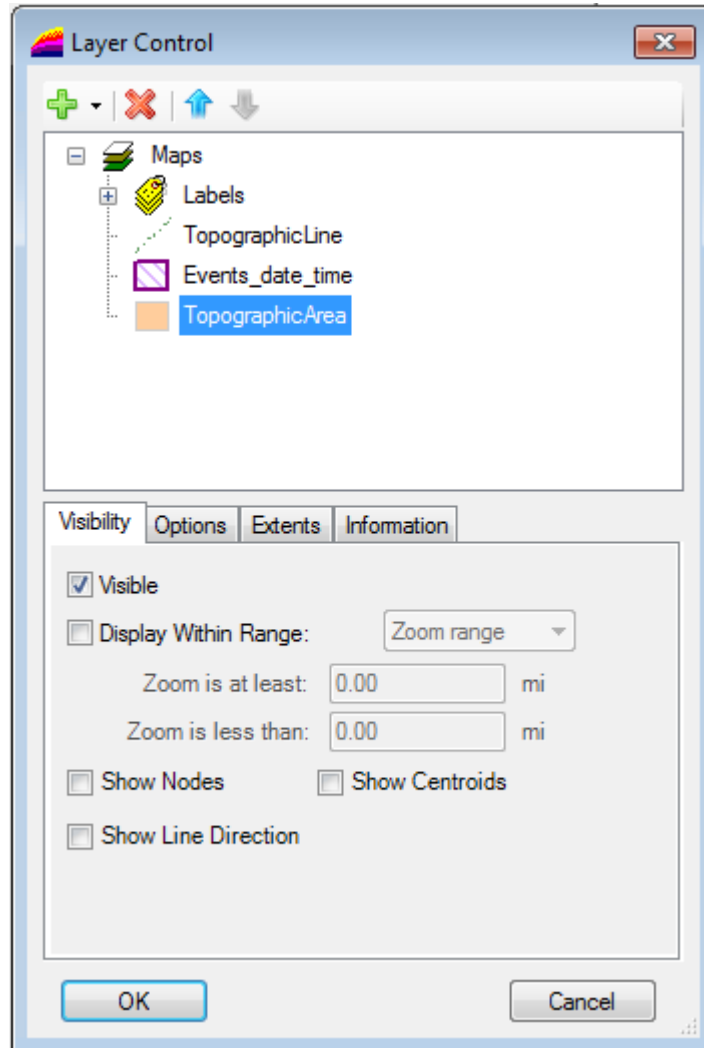 Layer Control
Maps
Labels
TopographicLine
Events_date_time
TopographicArea
Visibility Options Extents Information
Visible
Display Within Range: Zoom range
Zoom is at least: 0.00 mi
Zoom is less than: 0.00 mi
Show Nodes Show Centroids
Show Line Direction
OK Cancel